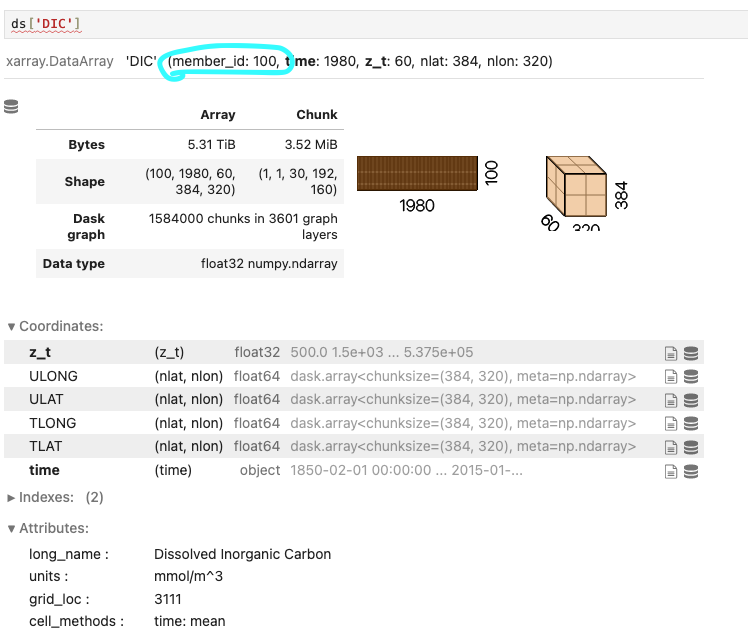 ds['DIC']
xarray.DataArray 'DIC' (member_id: 100, time: 1980, z_t: 60, nlat: 384, nlon: 320)
Array Chunk
Bytes 5.31 TiB 3.52 MiB
Shape (100, 1980, 60, 384, 320) (1, 1, 30, 192, 160)
Dask graph 1584000 chunks in 3601 graph layers
Data type float32 numpy.ndarray
1980 100
60 320 384
▾ Coordinates:
z_t (z_t) float32 500.0 1.5e+03 ... 5.375e+05
ULONG (nlat, nlon) float64 dask.array<chunksize=(384, 320), meta=np.ndarray>
ULAT (nlat, nlon) float64 dask.array<chunksize=(384, 320), meta=np.ndarray>
TLONG (nlat, nlon) float64 dask.array<chunksize=(384, 320), meta=np.ndarray>
TLAT (nlat, nlon) float64 dask.array<chunksize=(384, 320), meta=np.ndarray>
time (time) object 1850-02-01 00:00:00 ... 2015-01-...
▸ Indexes: (2)
▾ Attributes:
long_name : Dissolved Inorganic Carbon
units : mmol/m^3
grid_loc : 3111
cell_methods : time: mean